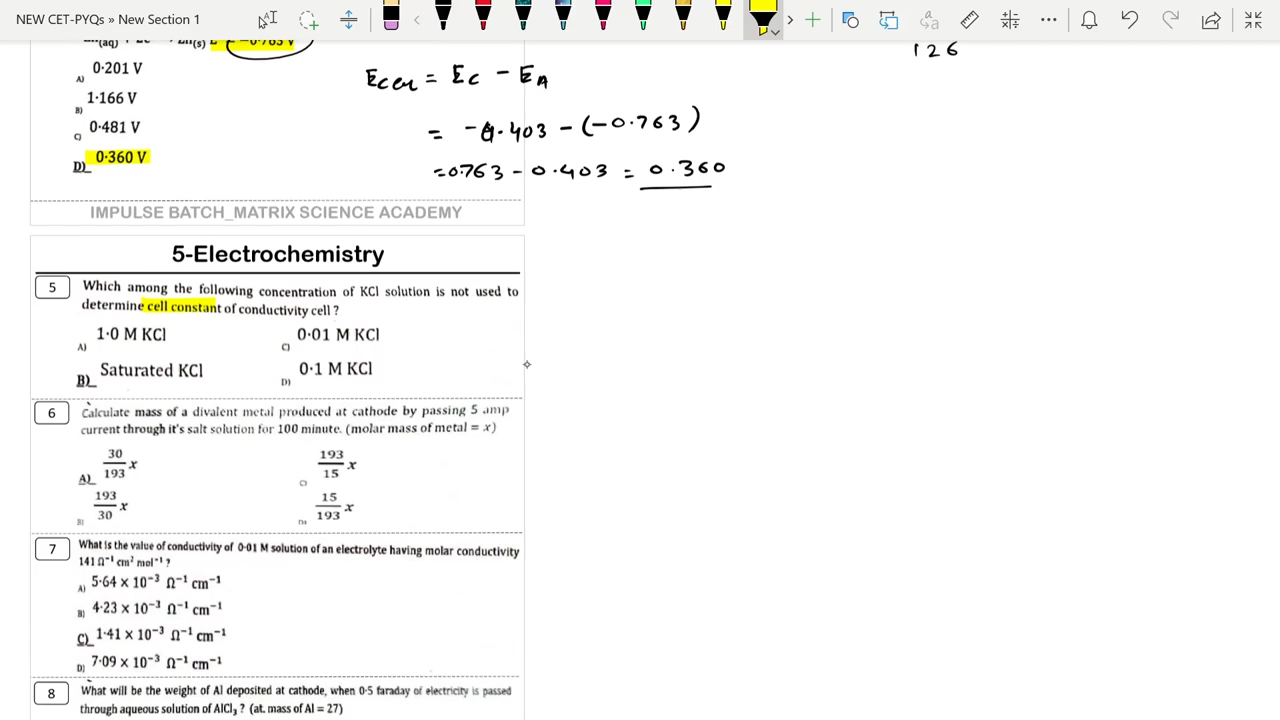 NEW CET-PYQs » New Section 1
(aq) Zn(s) E −0·763 V
A) 0·201 V
B) 1·166 V
C) 0·481 V
D) 0·360 V
126
Ecell = Ec - EA
= -0.403 - (-0.763)
= 0.763 - 0.403 = 0.360
IMPULSE BATCH_MATRIX SCIENCE ACADEMY
5-Electrochemistry
5 Which among the following concentration of KCl solution is not used to
determine cell constant of conductivity cell ?
A) 1·0 M KCl C) 0·01 M KCl
B) Saturated KCl D) 0·1 M KCl
6 Calculate mass of a divalent metal produced at cathode by passing 5 amp
current through it's salt solution for 100 minute. (molar mass of metal = x)
A) 30/193 x C) 193/15 x
B) 193/30 x D) 15/193 x
7 What is the value of conductivity of 0·01 M solution of an electrolyte having molar conductivity
141 Ω⁻¹ cm² mol⁻¹ ?
A) 5·64 × 10⁻³ Ω⁻¹ cm⁻¹
B) 4·23 × 10⁻³ Ω⁻¹ cm⁻¹
C) 1·41 × 10⁻³ Ω⁻¹ cm⁻¹
D) 7·09 × 10⁻³ Ω⁻¹ cm⁻¹
8 What will be the weight of Al deposited at cathode, when 0·5 faraday of electricity is passed
through aqueous solution of AlCl₃ ? (at. mass of Al = 27)